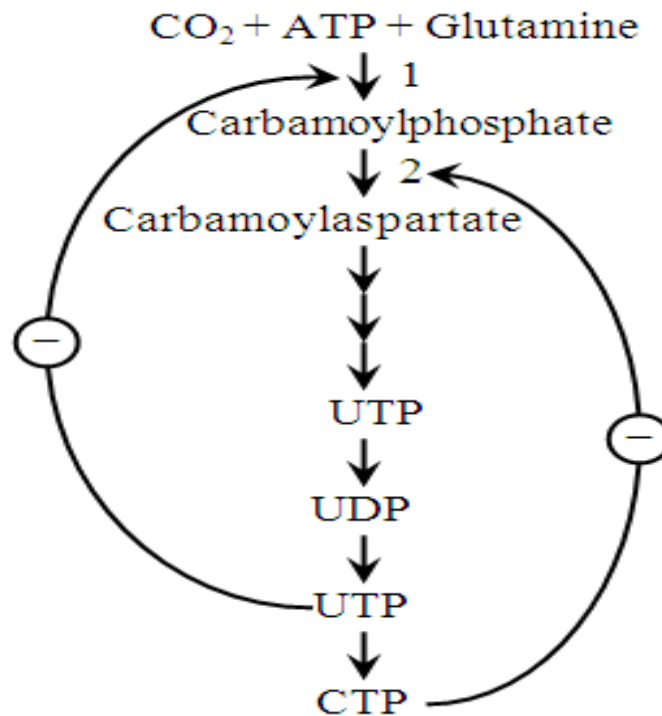 CO₂ + ATP + Glutamine
1
Carbamoylphosphate
2
Carbamoylaspartate
−
UTP
−
UDP
UTP
CTP